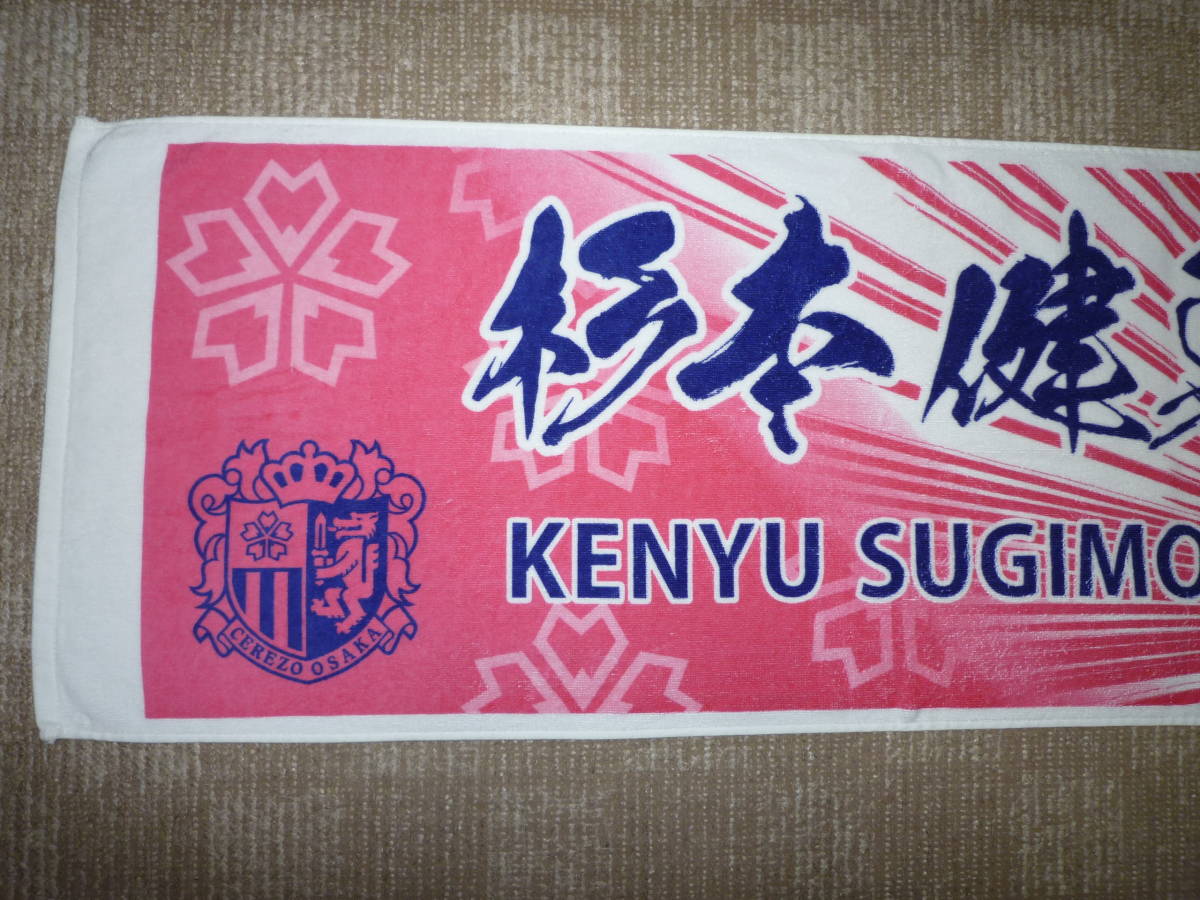 杉本健
KENYU SUGIMO
CEREZO OSAKA